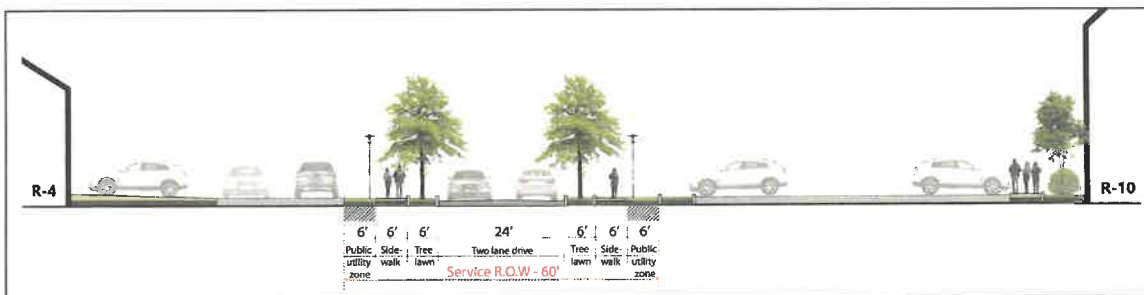 R-4
R-10
6' 6' 6' 24' 6' 6' 6'
Public utility zone
Side-walk
Tree lawn
Two lane drive
Tree lawn
Side-walk
Public utility zone
Service R.O.W - 60'